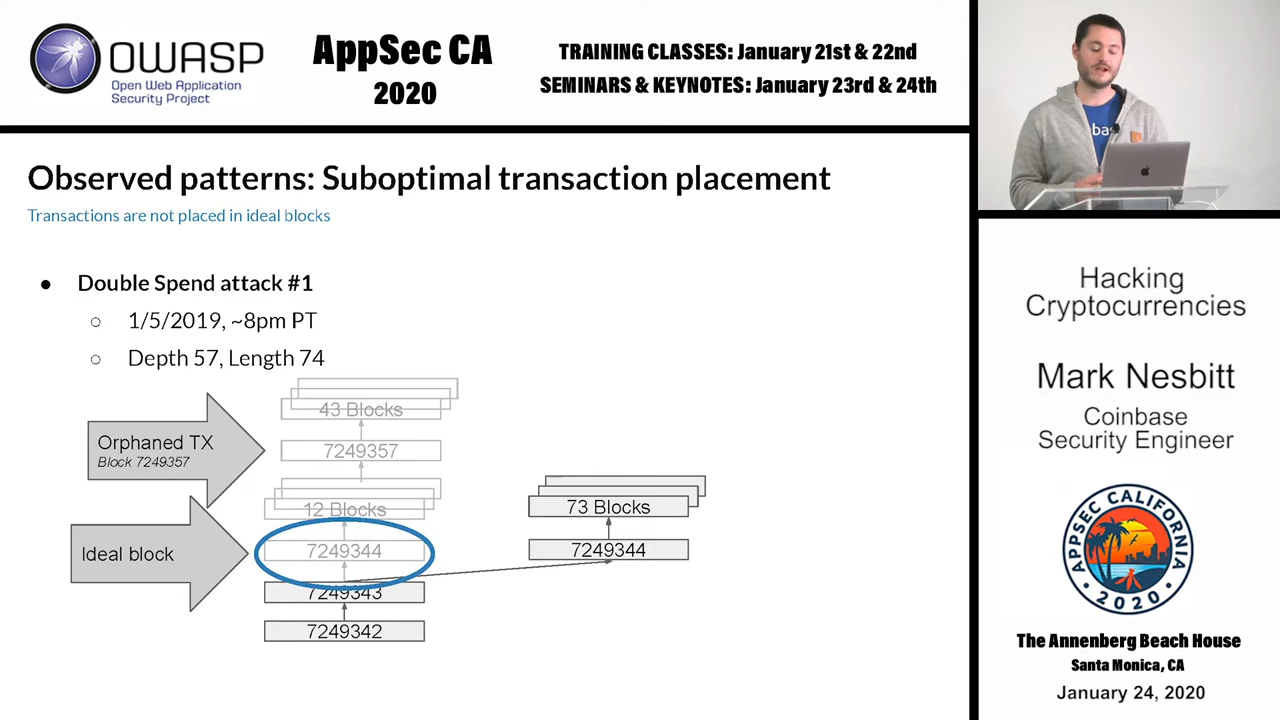 OWASP
Open Web Application
Security Project
AppSec CA
2020
TRAINING CLASSES: January 21st & 22nd
SEMINARS & KEYNOTES: January 23rd & 24th
Observed patterns: Suboptimal transaction placement
Transactions are not placed in ideal blocks
● Double Spend attack #1
○ 1/5/2019, ~8pm PT
○ Depth 57, Length 74
43 Blocks
Orphaned TX
Block 7249357
7249357
12 Blocks
73 Blocks
Ideal block
7249344
7249344
7249343
7249342
Hacking
Cryptocurrencies
Mark Nesbitt
Coinbase
Security Engineer
APPSEC CALIFORNIA
• 2020 •
The Annenberg Beach House
Santa Monica, CA
January 24, 2020